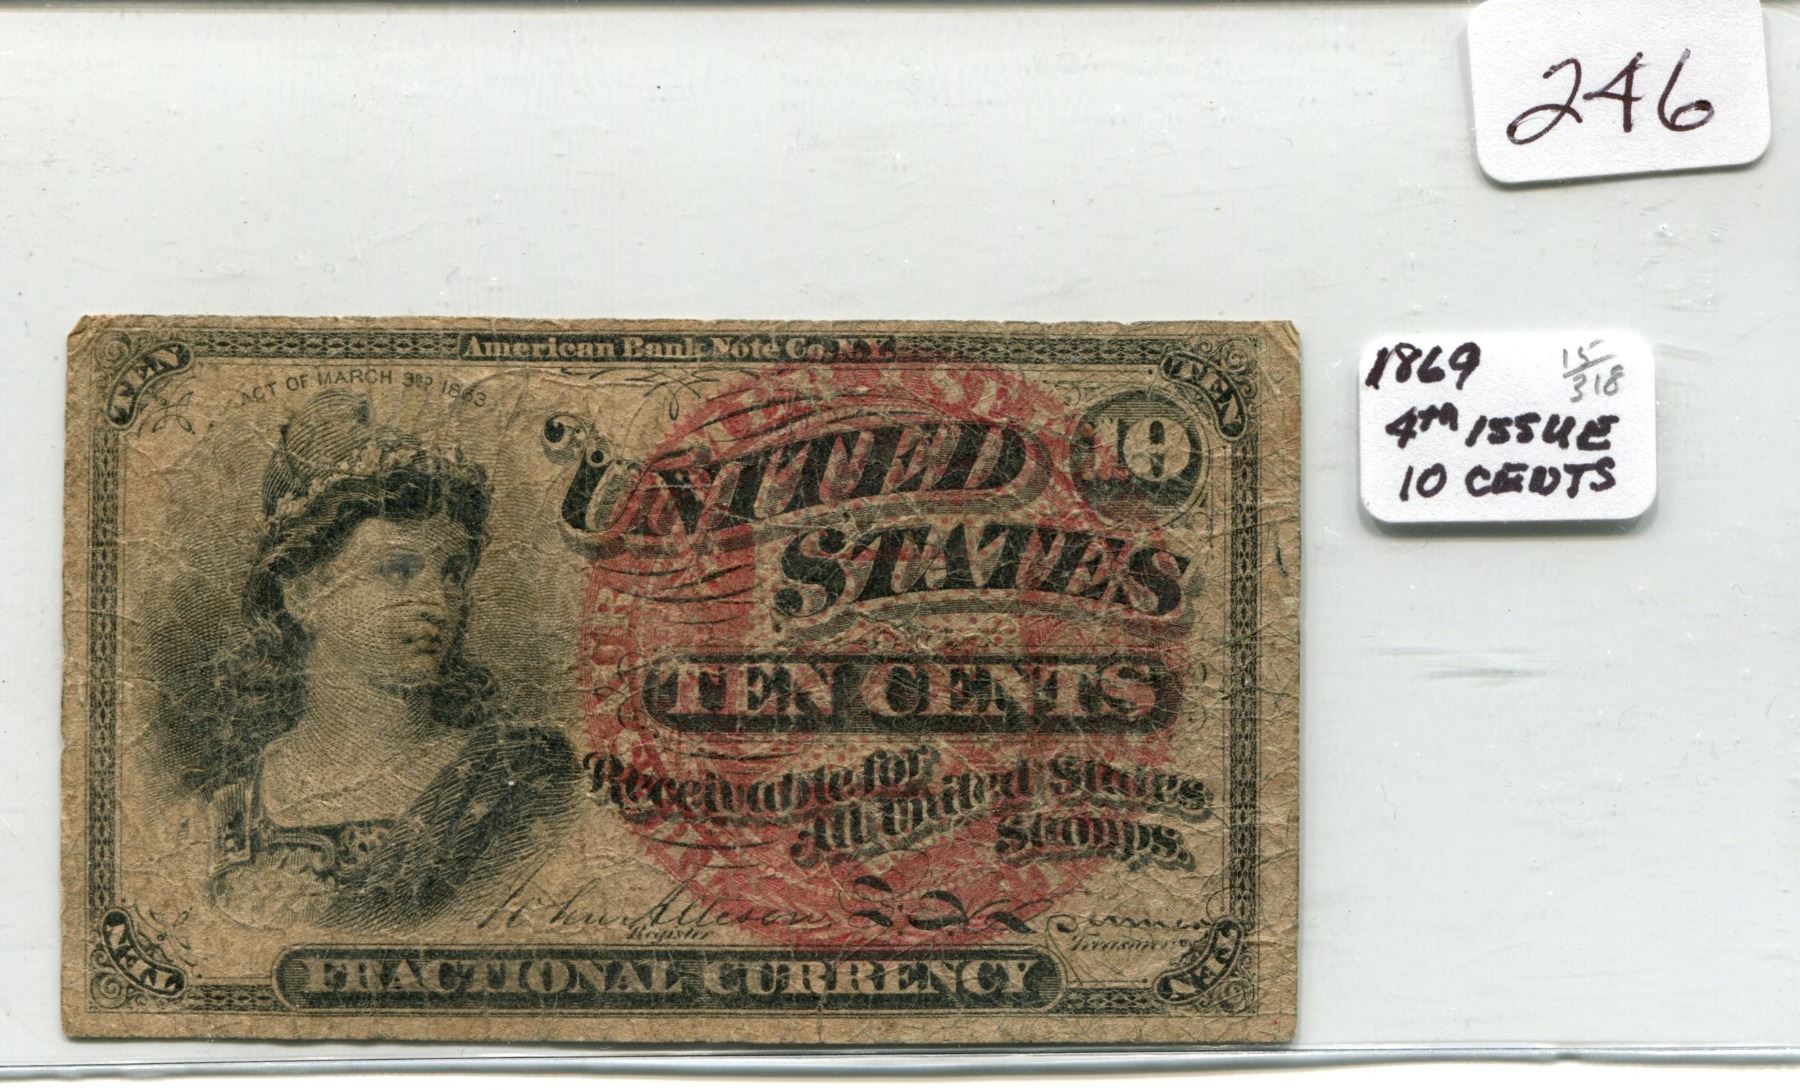 246
1869 15/318
4TH ISSUE
10 CENTS
American Bank Note Co. N.Y.
TEN
TEN
ACT OF MARCH 3RD 1863
10
UNITED
STATES
TEN CENTS
Receivable for
All United States
Stamps.
Register
Treasurer
TEN
TEN
FRACTIONAL CURRENCY